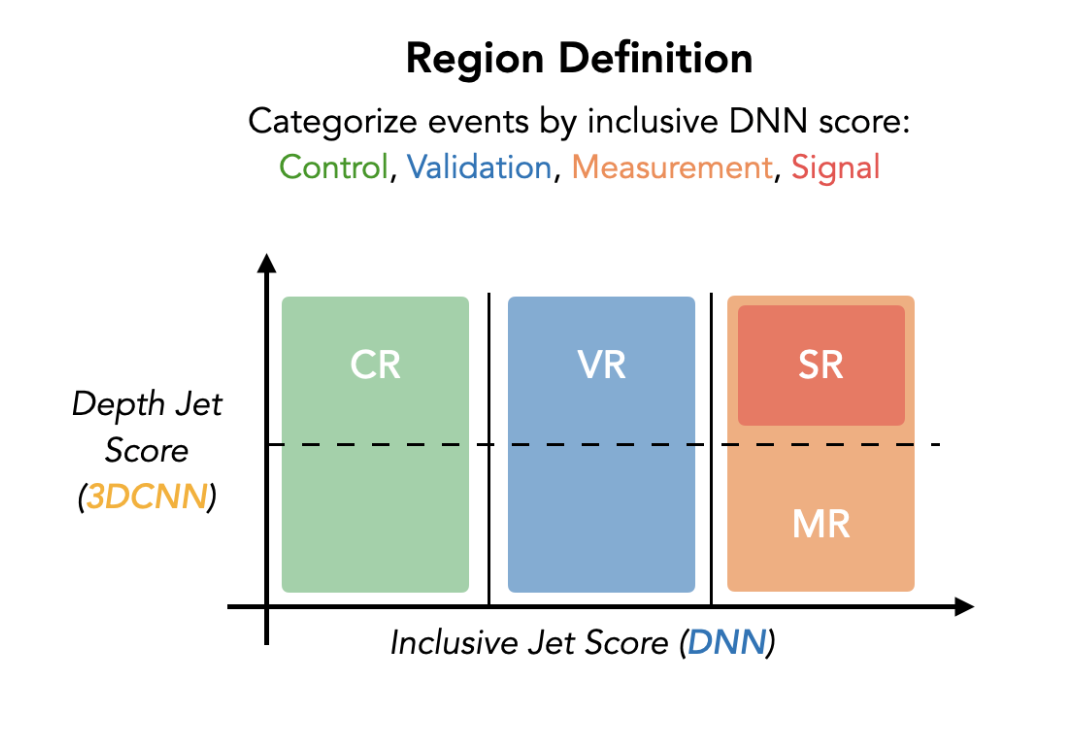 Region Definition
Categorize events by inclusive DNN score:
Control, Validation, Measurement, Signal
CR
VR
SR
Depth Jet
Score
(3DCNN)
MR
Inclusive Jet Score (DNN)